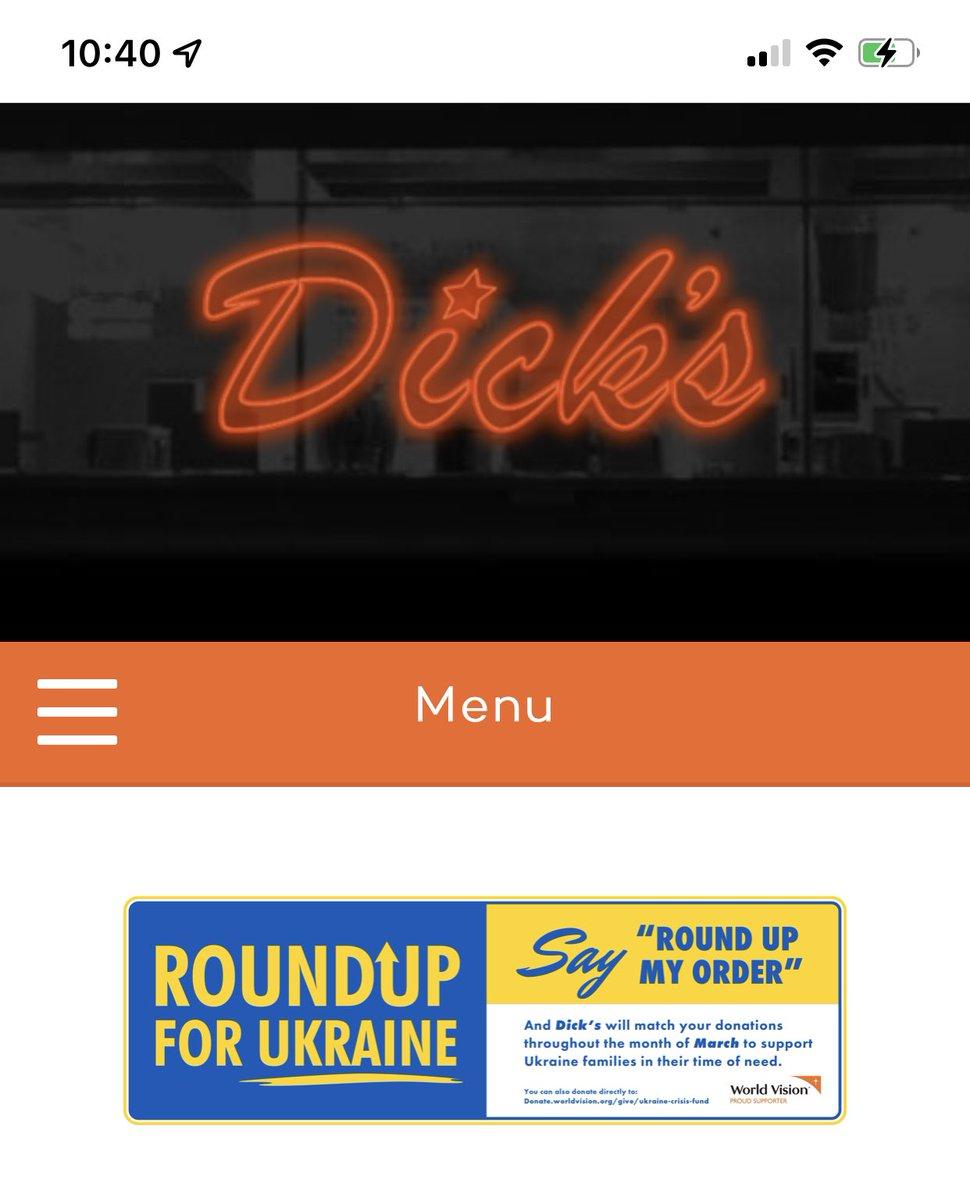 10:40
Dick's
Menu
ROUNDUP
FOR UKRAINE
Say "ROUND UP
MY ORDER"
And Dick's will match your donations
throughout the month of March to support
Ukraine families in their time of need.
You can also donate directly to:
Donate.worldvision.org/give/ukraine-crisis-fund
World Vision
PROUD SUPPORTER